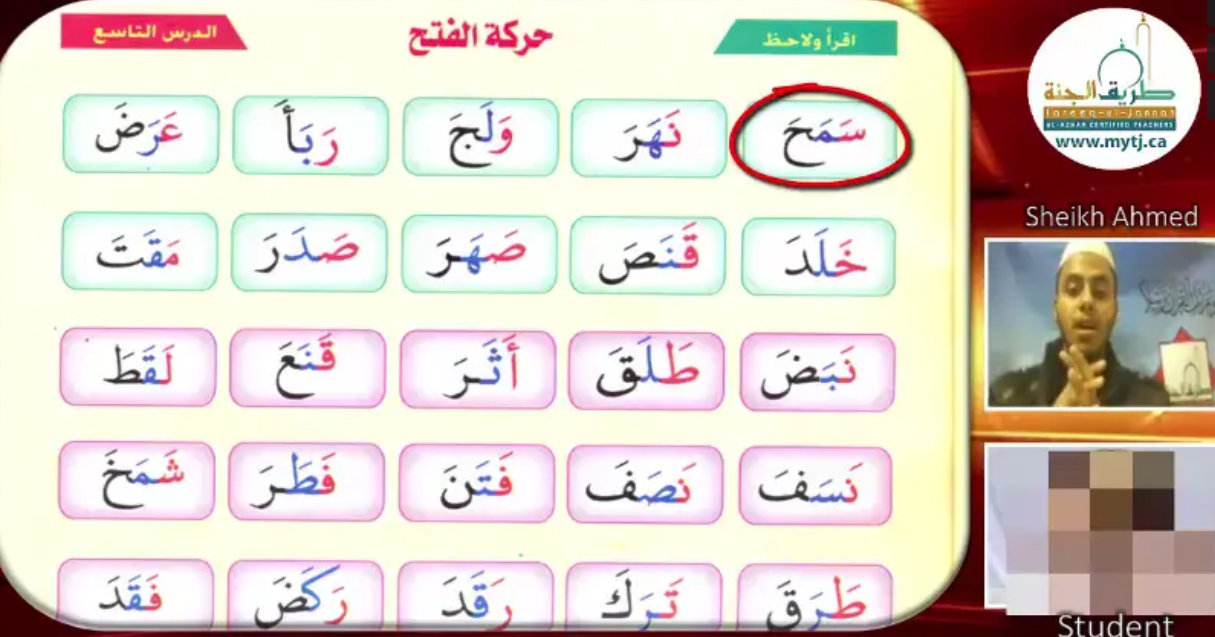 اقرأ ولاحظ
حركة الفتح
الدرس التاسع
سَمَحَ نَهَرَ وَلَجَ رَبَأَ عَرَضَ
خَلَدَ قَنَصَ صَهَرَ صَدَرَ مَقَتَ
نَبَضَ طَلَقَ أَثَرَ قَنَعَ لَقَطَ
نَسَفَ نَصَفَ فَتَنَ فَطَرَ شَمَخَ
طَرَقَ تَرَكَ رَقَدَ رَكَضَ فَقَدَ
طريق الجنة
tareeq-ul-jannah
AL-AZHAR CERTIFIED TEACHERS
www.mytj.ca
Sheikh Ahmed
Student